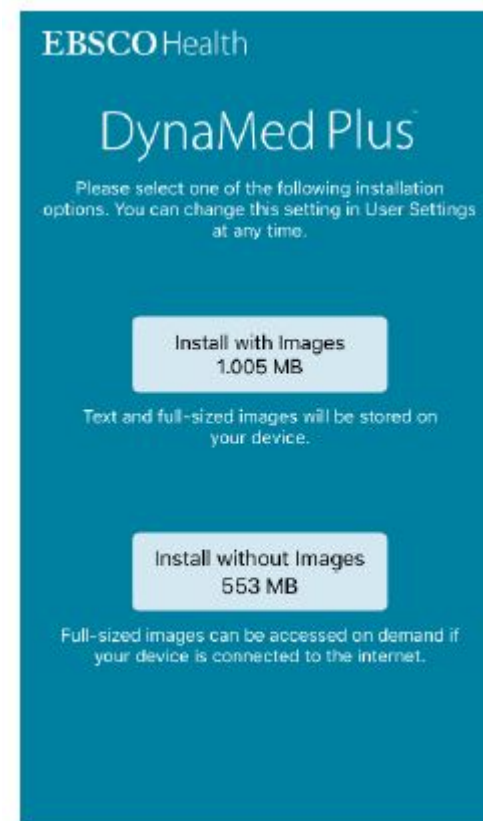 EBSCO Health
DynaMed Plus™
Please select one of the following installation
options. You can change this setting in User Settings
at any time.
Install with Images
1.005 MB
Text and full-sized images will be stored on
your device.
Install without Images
553 MB
Full-sized images can be accessed on demand if
your device is connected to the internet.